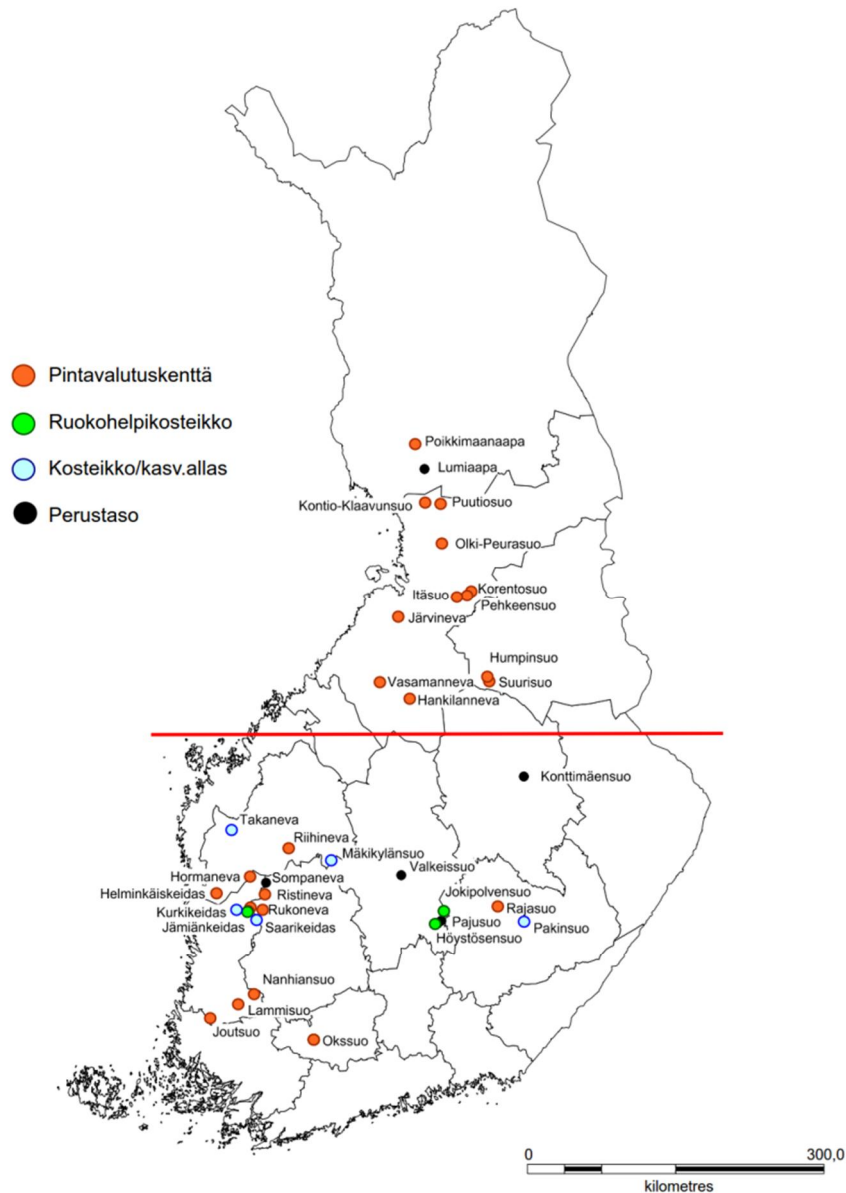 Pintavalutuskenttä
Ruokohelpikosteikko
Kosteikko/kasv.allas
Perustaso
Poikkimaanaapa
Lumiaapa
Kontio-Klaavunsuo
Puutiosuo
Olki-Peurasuo
Itäsuo
Korentosuo
Pehkeensuo
Järvineva
Humpinsuo
Vasamanneva
Suurisuo
Hankilanneva
Konttimäensuo
Takaneva
Riihineva
Mäkikylänsuo
Valkeissuo
Hormaneva
Sompaneva
Helminkäiskeidas
Ristineva
Jokipolvensuo
Kurkikeidas
Rukoneva
Rajasuo
Jämiänkeidas
Saarikeidas
Pajusuo
Pakinsuo
Höystösensuo
Nanhiansuo
Lammisuo
Joutsuo
Okssuo
0 300,0
kilometres